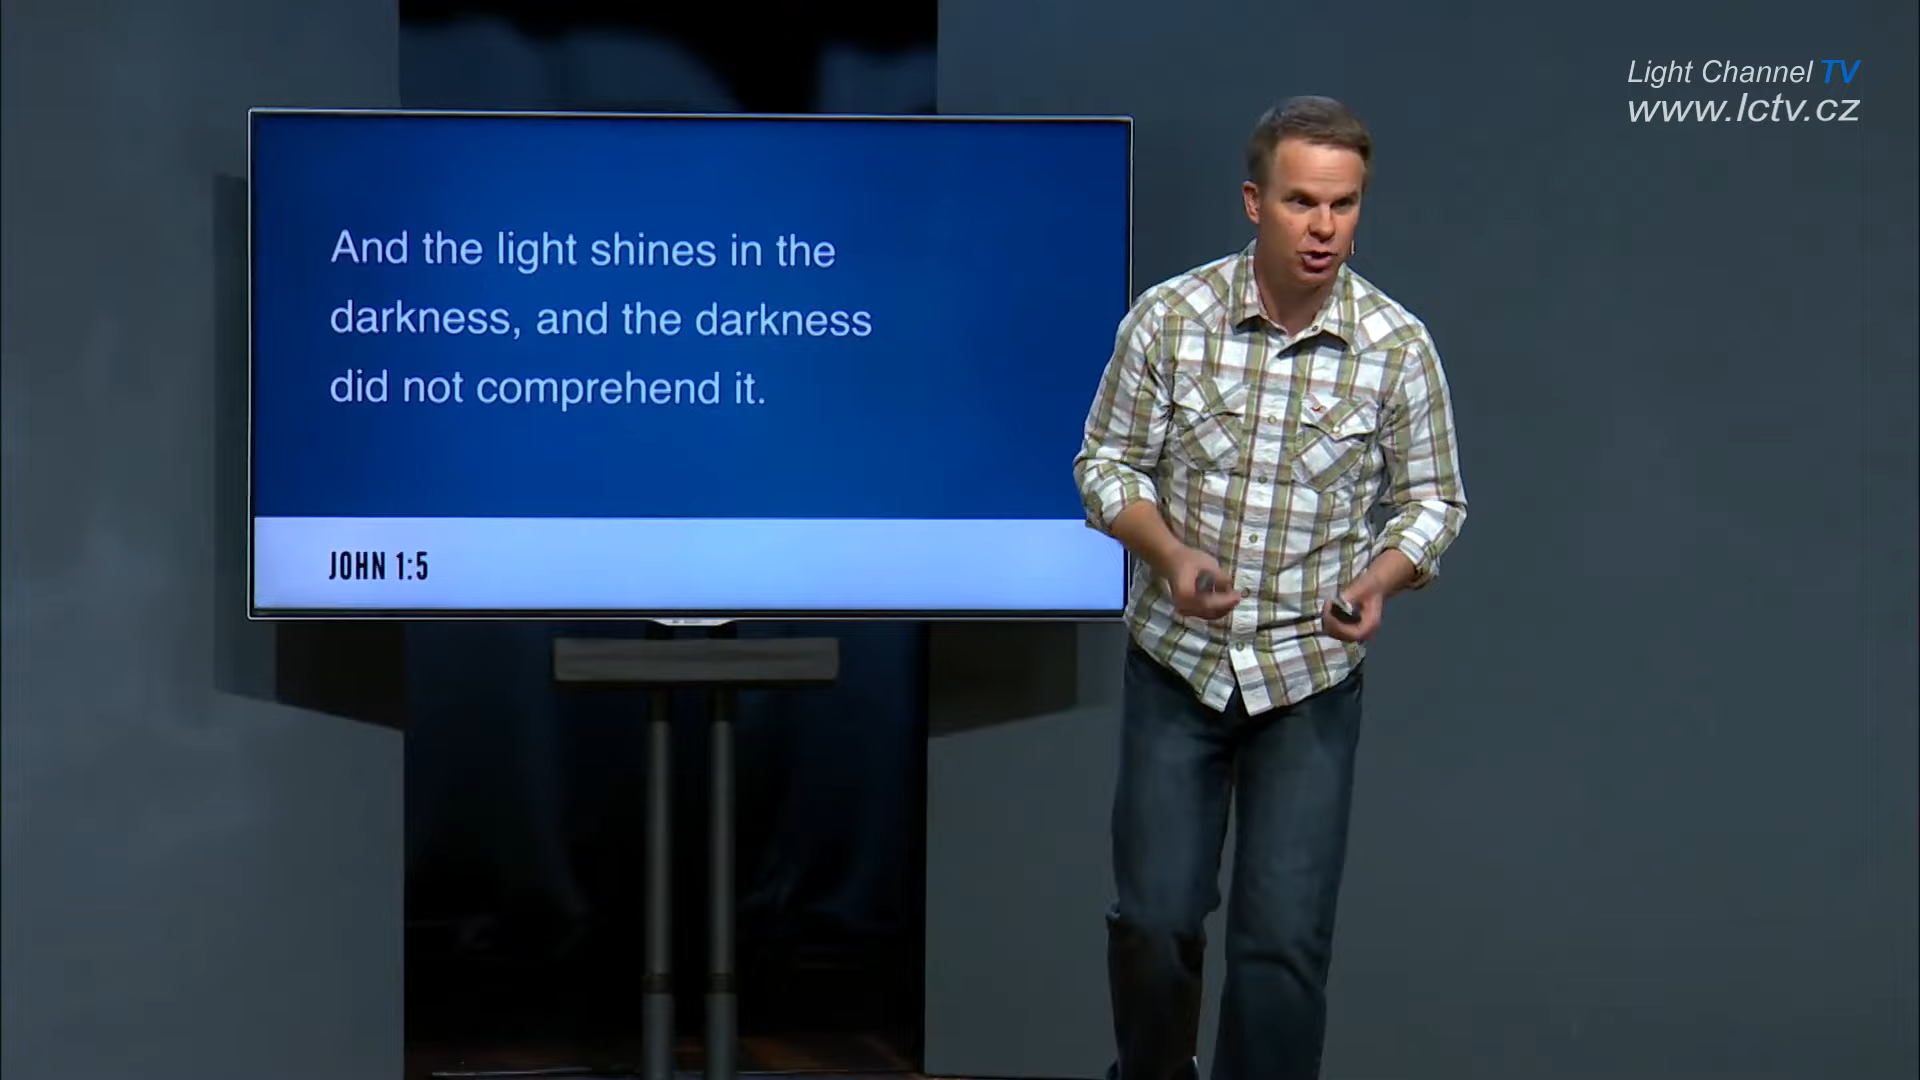 Light Channel TV
www.lctv.cz
And the light shines in the
darkness, and the darkness
did not comprehend it.
JOHN 1:5